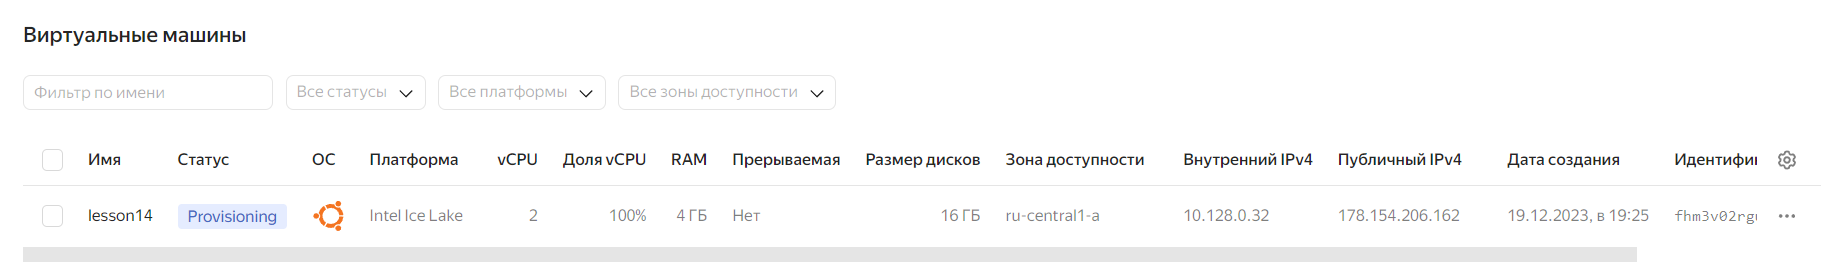 Виртуальные машины
Фильтр по имени Все статусы Все платформы Все зоны доступности
Имя Статус ОС Платформа vCPU Доля vCPU RAM Прерываемая Размер дисков Зона доступности Внутренний IPv4 Публичный IPv4 Дата создания Идентифи
lesson14 Provisioning Intel Ice Lake 2 100% 4 ГБ Нет 16 ГБ ru-central1-a 10.128.0.32 178.154.206.162 19.12.2023, в 19:25 fhm3v02rg